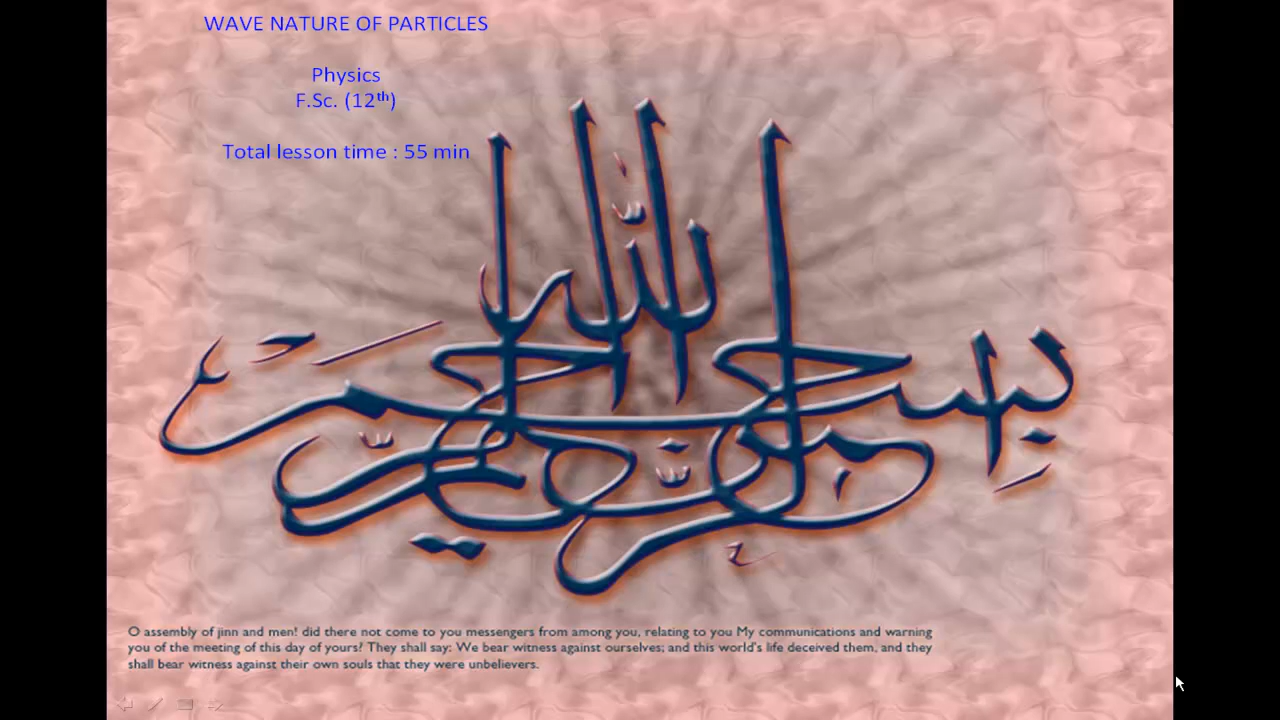 WAVE NATURE OF PARTICLES
Physics
F.Sc. (12th)
Total lesson time : 55 min
بسم الله الرحمن الرحيم
O assembly of jinn and men! did there not come to you messengers from among you, relating to you My communications and warning
you of the meeting of this day of yours? They shall say: We bear witness against ourselves; and this world's life deceived them, and they
shall bear witness against their own souls that they were unbelievers.